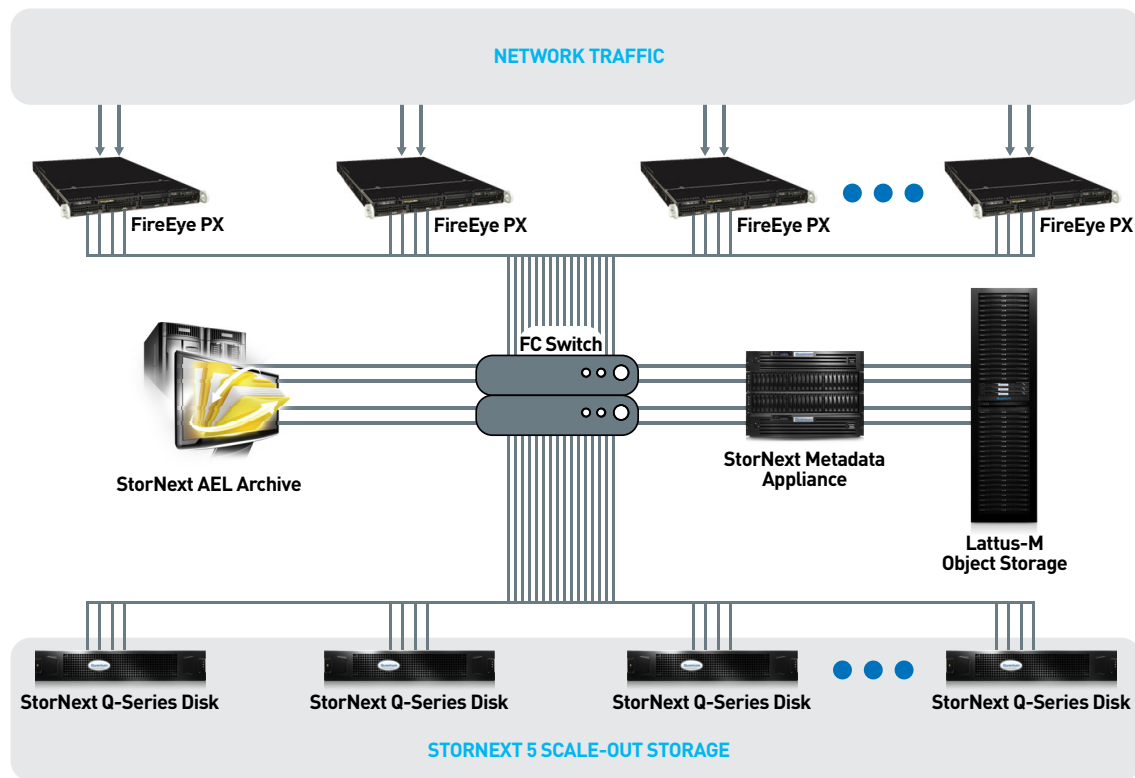 NETWORK TRAFFIC
FireEye PX
FireEye PX
FireEye PX
FireEye PX
FC Switch
StorNext AEL Archive
StorNext Metadata
Appliance
Lattus-M
Object Storage
StorNext Q-Series Disk
StorNext Q-Series Disk
StorNext Q-Series Disk
StorNext Q-Series Disk
STORNEXT 5 SCALE-OUT STORAGE